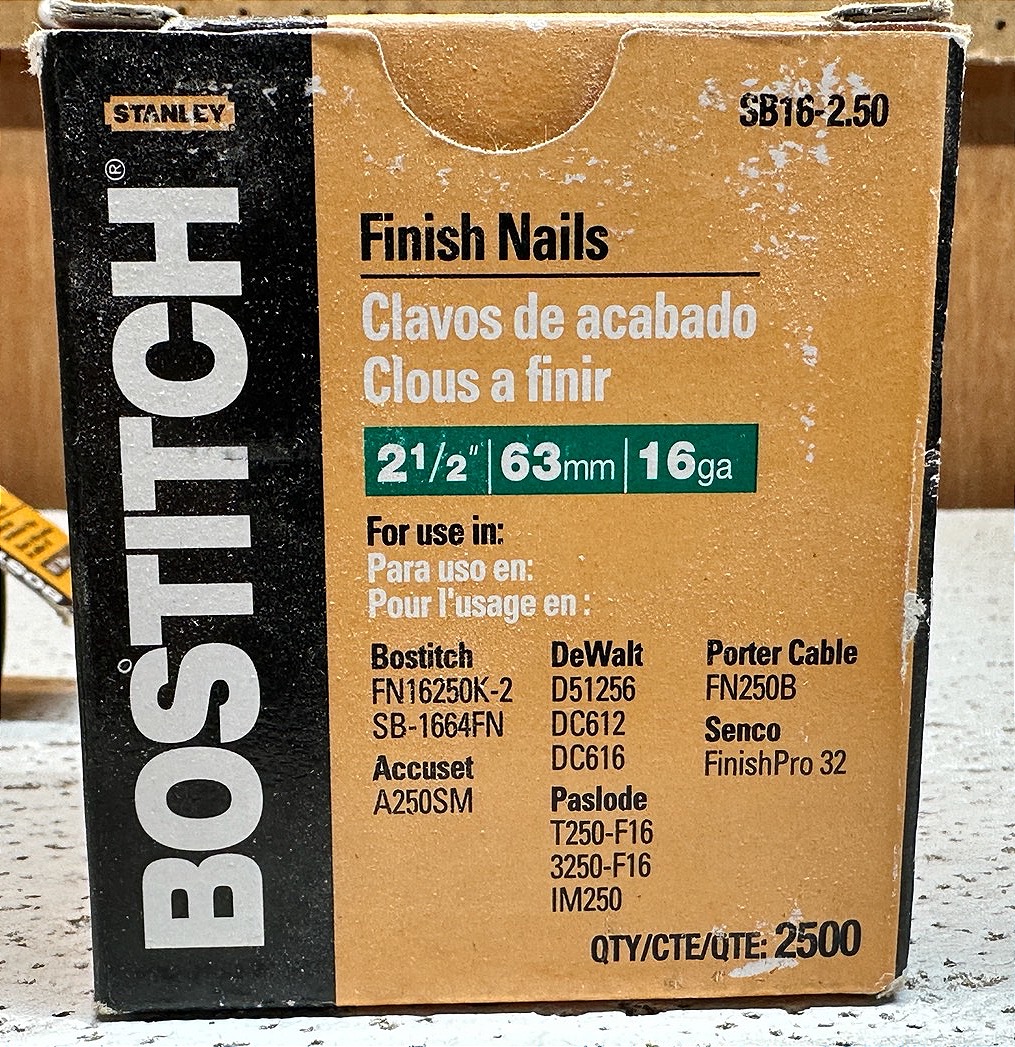 STANLEY
BOSTITCH®
SB16-2.50
Finish Nails
Clavos de acabado
Clous a finir
2 1/2" 63mm 16ga
For use in:
Para uso en:
Pour l'usage en :
Bostitch
FN16250K-2
SB-1664FN
Accuset
A250SM
DeWalt
D51256
DC612
DC616
Paslode
T250-F16
3250-F16
IM250
Porter Cable
FN250B
Senco
FinishPro 32
QTY/CTE/QTE: 2500